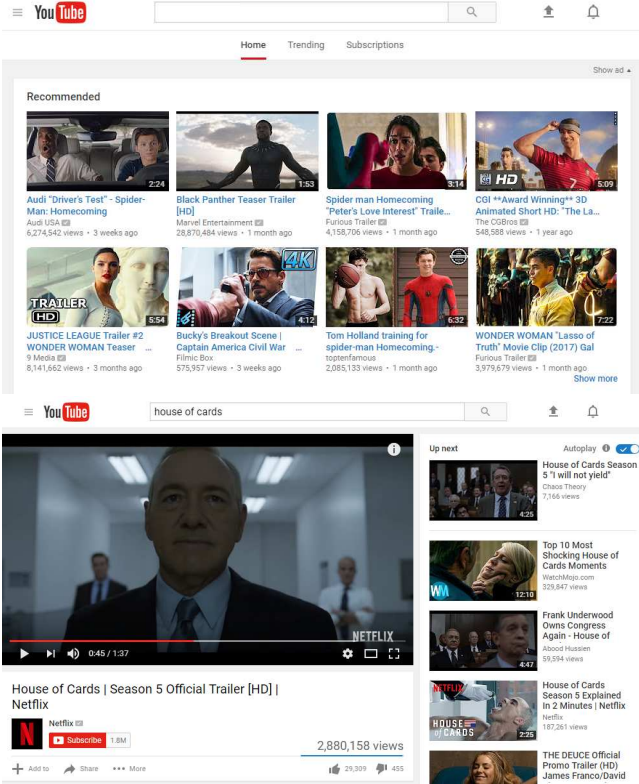 You Tube
Home Trending Subscriptions
Show ad
Recommended
2:24
1:53
3:14
HD
5:09
Audi "Driver's Test" - Spider-
Man: Homecoming
Audi USA
6,274,542 views • 3 weeks ago
Black Panther Teaser Trailer
[HD]
Marvel Entertainment
28,870,484 views • 1 month ago
Spider man Homecoming
"Peter's Love Interest" Traile...
Furious Trailer
4,158,706 views • 1 month ago
CGI **Award Winning** 3D
Animated Short HD: "The La...
The CGBros
548,588 views • 1 year ago
TRAILER
HD
5:54
4K
4:12
6:32
7:22
JUSTICE LEAGUE Trailer #2
WONDER WOMAN Teaser ...
9 Media
8,141,662 views • 3 months ago
Bucky's Breakout Scene |
Captain America Civil War ...
Filmic Box
575,957 views • 3 weeks ago
Tom Holland training for
spider-man Homecoming.-
toptenfamous
2,085,133 views • 1 month ago
WONDER WOMAN "Lasso of
Truth" Movie Clip (2017) Gal
Furious Trailer
3,979,679 views • 1 month ago
Show more
You Tube
house of cards
NETFLIX
0:45 / 1:37
House of Cards | Season 5 Official Trailer [HD] |
Netflix
N
Netflix
Subscribe 1.8M
2,880,158 views
Add to Share More
29,309 455
Up next Autoplay
4:25
House of Cards Season
5 "I will not yield"
Chaos Theory
7,166 views
WM
12:10
Top 10 Most
Shocking House of
Cards Moments
WatchMojo.com
329,847 views
4:47
Frank Underwood
Owns Congress
Again - House of
Abood Hussien
59,594 views
NETFLIX
HOUSE
of CARDS
2:25
House of Cards
Season 5 Explained
In 2 Minutes | Netflix
Netflix
187,261 views
THE DEUCE Official
Promo Trailer (HD)
James Franco/David